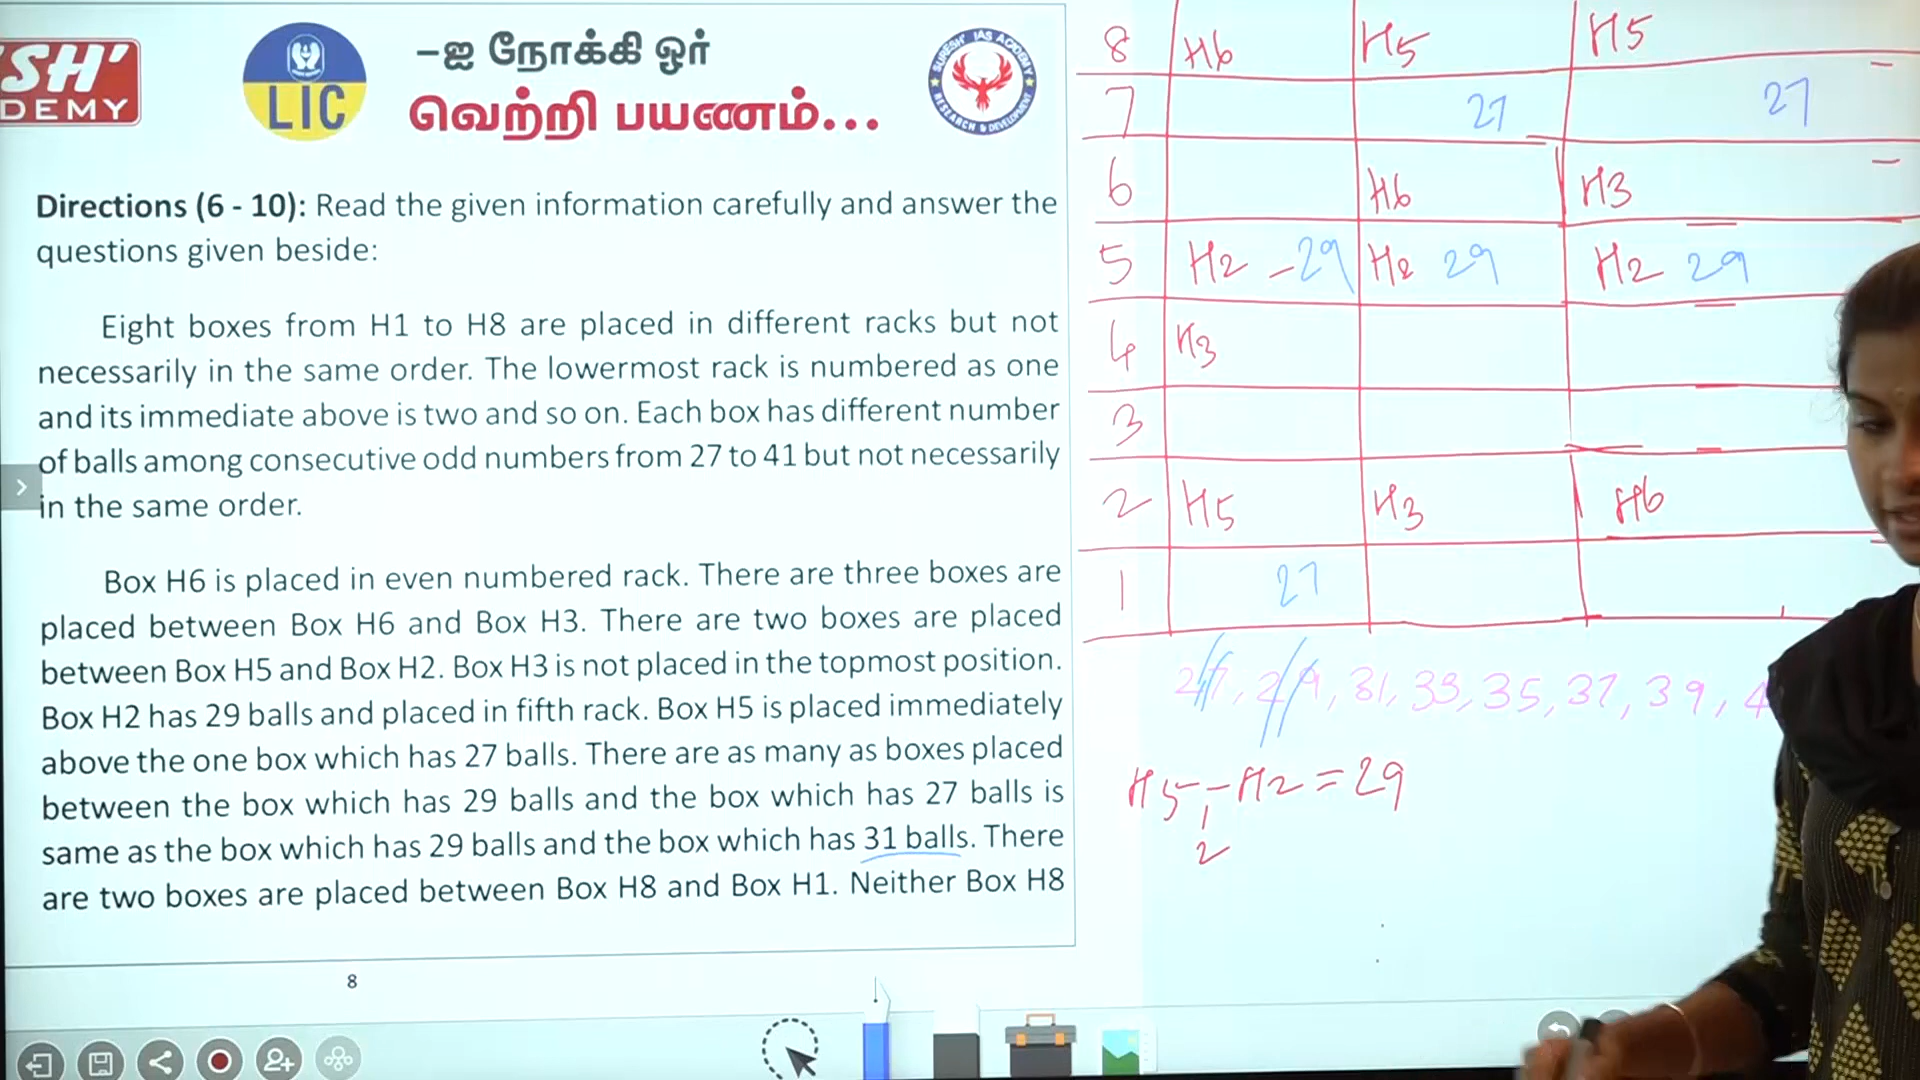 SH'
DEMY
LIC
–ஐ நோக்கி ஓர்
வெற்றி பயணம்...
SURESH' IAS ACADEMY
RESEARCH & DEVELOPMENT
Directions (6 - 10): Read the given information carefully and answer the
questions given beside:
Eight boxes from H1 to H8 are placed in different racks but not
necessarily in the same order. The lowermost rack is numbered as one
and its immediate above is two and so on. Each box has different number
of balls among consecutive odd numbers from 27 to 41 but not necessarily
in the same order.
Box H6 is placed in even numbered rack. There are three boxes are
placed between Box H6 and Box H3. There are two boxes are placed
between Box H5 and Box H2. Box H3 is not placed in the topmost position.
Box H2 has 29 balls and placed in fifth rack. Box H5 is placed immediately
above the one box which has 27 balls. There are as many as boxes placed
between the box which has 29 balls and the box which has 27 balls is
same as the box which has 29 balls and the box which has 31 balls. There
are two boxes are placed between Box H8 and Box H1. Neither Box H8
8
8 H6 H5 H5
7 27 27
6 H6 H3
5 H2 - 29 H2 29 H2 29
4 H3
3
2 H5 H3 H6
1 27
27, 29, 31, 33, 35, 37, 39, 4
H5 - H2 = 29
2